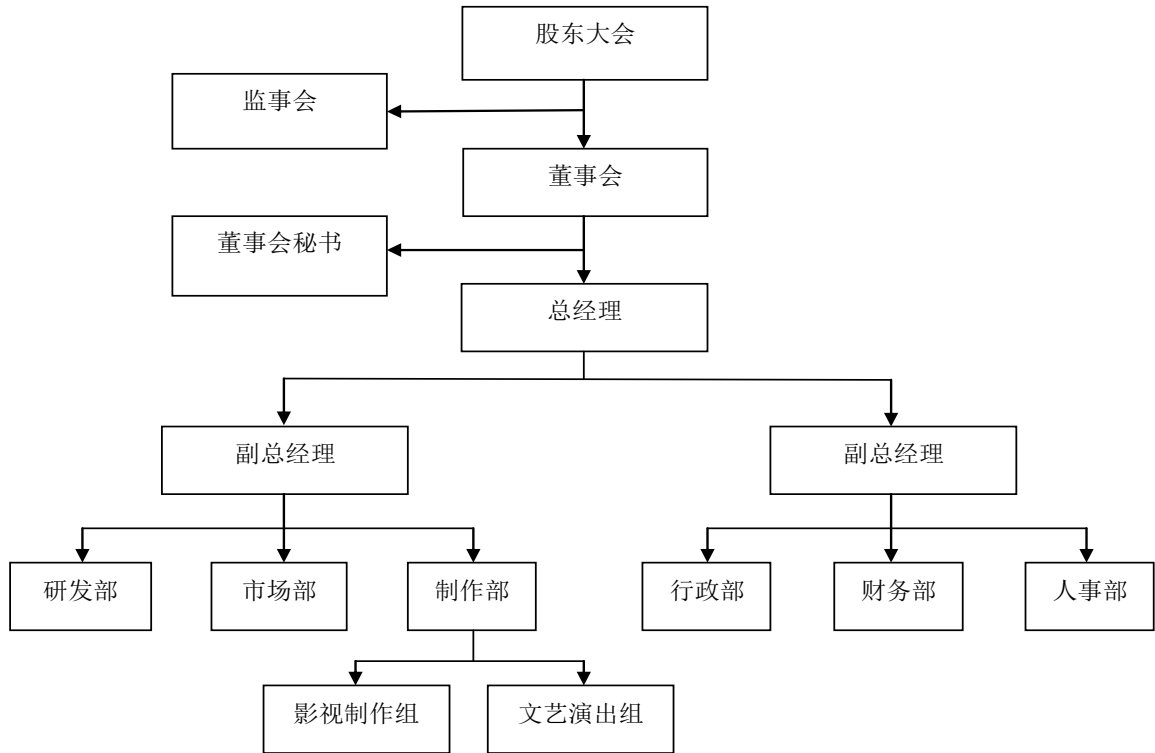 股东大会
监事会
董事会
董事会秘书
总经理
副总经理
副总经理
研发部
市场部
制作部
行政部
财务部
人事部
影视制作组
文艺演出组